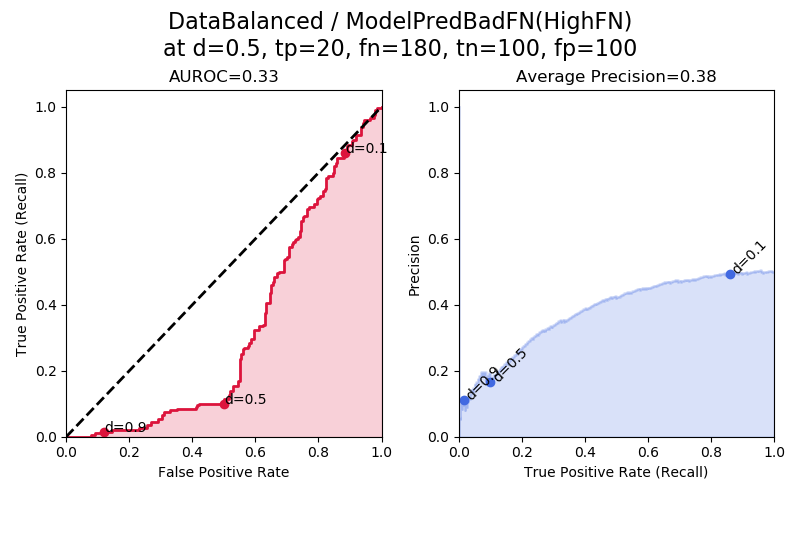 DataBalanced / ModelPredBadFN(HighFN)
at d=0.5, tp=20, fn=180, tn=100, fp=100
AUROC=0.33
True Positive Rate (Recall)
1.0
0.8
0.6
0.4
0.2
0.0
d=0.1
d=0.5
d=0.9
0.0
0.2
0.4
0.6
0.8
1.0
False Positive Rate
Average Precision=0.38
Precision
1.0
0.8
0.6
0.4
0.2
0.0
d=0.1
d=0.5
d=0.9
0.0
0.2
0.4
0.6
0.8
1.0
True Positive Rate (Recall)